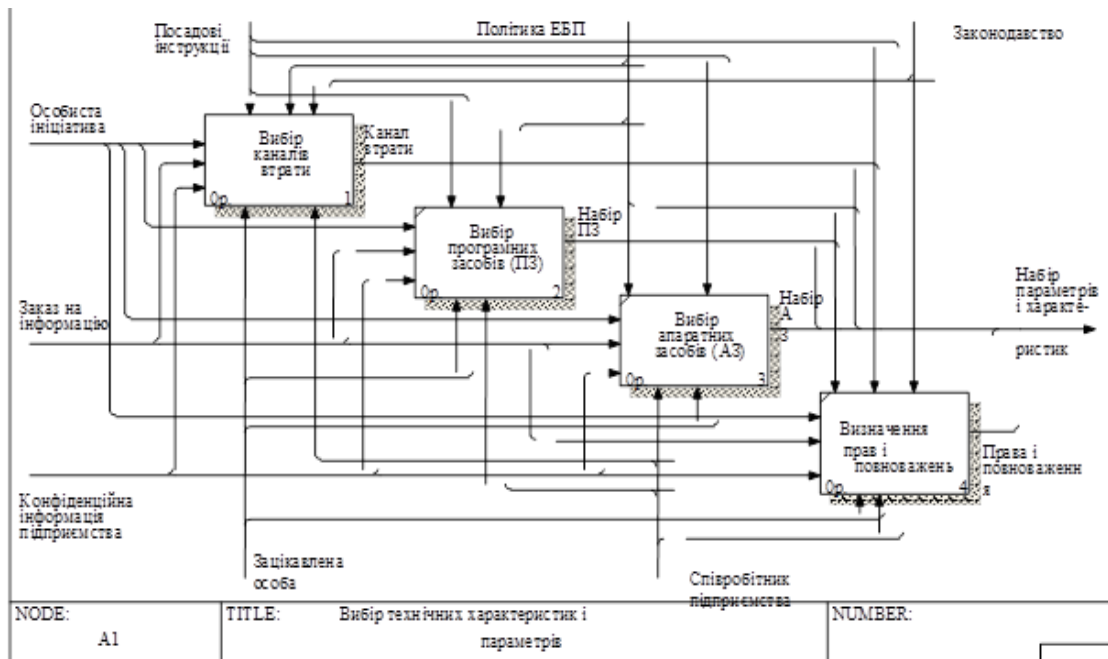 Посадові
інструкції
Політика ЕБП
Законодавство
Особиста
ініціатива
Вибір
каналів
втрати
0р. 1
Канал
втрати
Вибір
програмних
засобів (ПЗ)
0р. 2
Набір
ПЗ
Заказ на
інформацію
Вибір
апаратних
засобів (АЗ)
0р. 3
Набір
А
З
Набір
параметрів
і характе-
ристик
Визначення
прав і
повноважень
0р. 4
Права і
повноваженн
я
Конфіденційна
інформація
підприємства
Зацікавлена
особа
Співробітник
підприємства
NODE: TITLE: Вибір технічних характеристик і NUMBER:
А1 параметрів